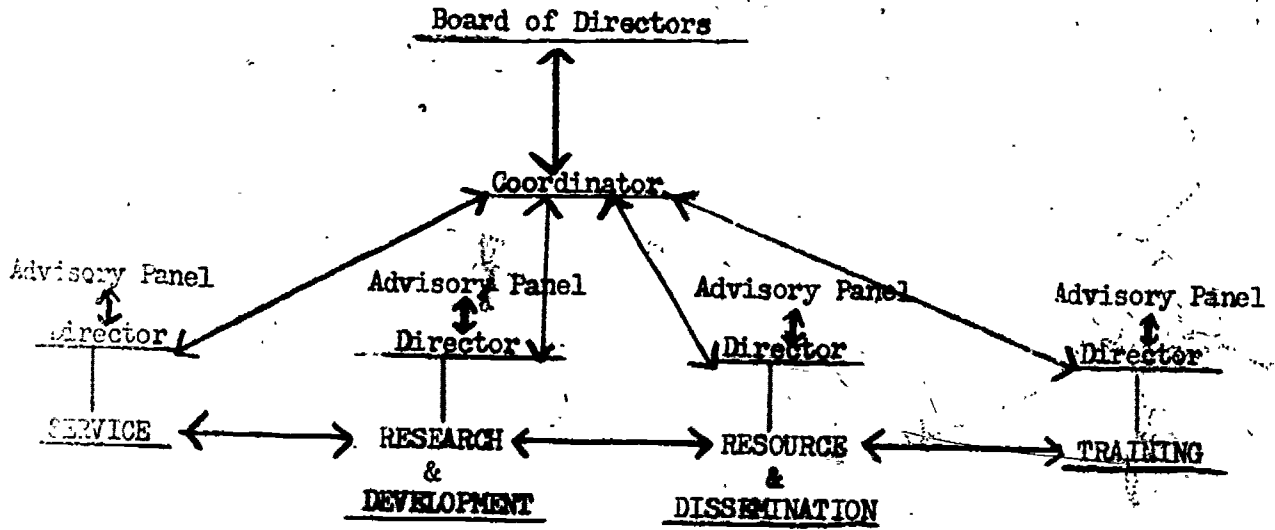 Board of Directors
Coordinator
Advisory Panel
Advisory Panel
Advisory Panel
Advisory Panel
Director
Director
Director
Director
SERVICE
RESEARCH
&
DEVELOPMENT
RESOURCE
&
DISSEMINATION
TRAINING